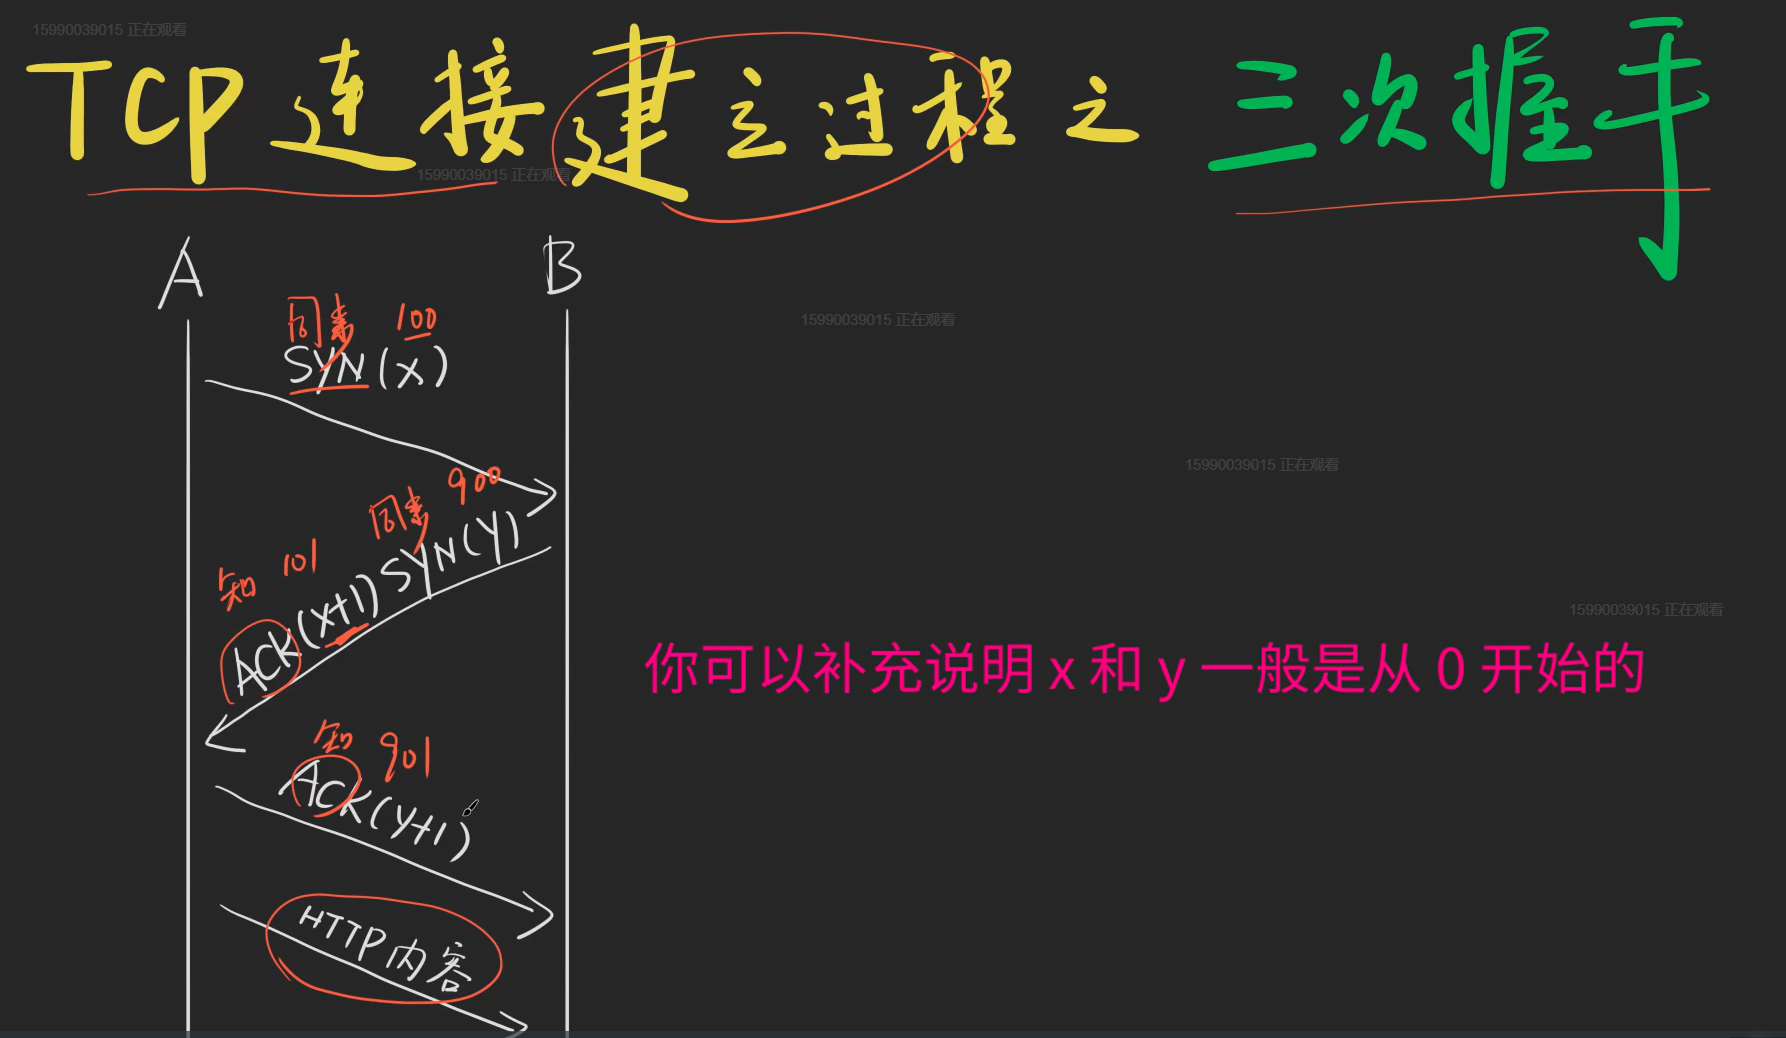 15990039015 正在观看
TCP连接建立过程之 三次握手
15990039015 正在观看
A B
同步 100
SYN(x)
15990039015 正在观看
同步 900
SYN(Y)
15990039015 正在观看
知 101
ACK(x+1)
15990039015 正在观看
你可以补充说明 x 和 y 一般是从 0 开始的
知 901
ACK(y+1)
HTTP内容